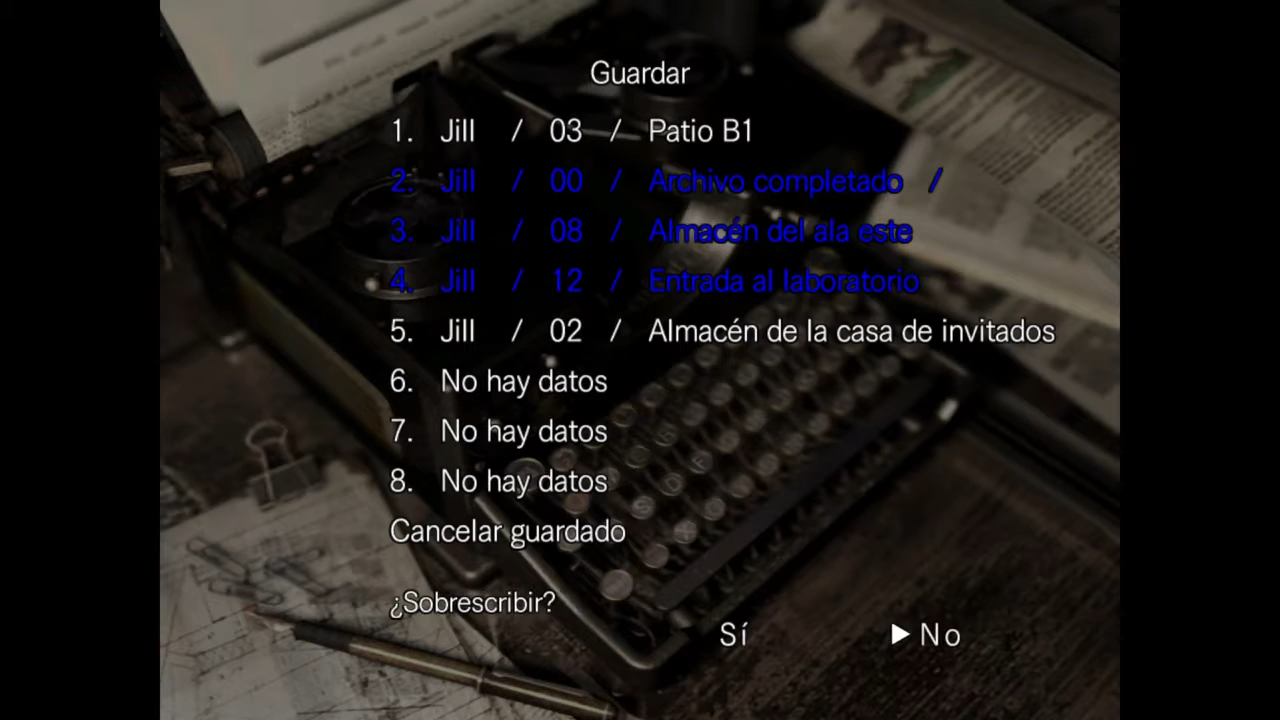 Guardar
1. Jill / 03 / Patio B1
2. Jill / 00 / Archivo completado /
3. Jill / 08 / Almacén del ala este
4. Jill / 12 / Entrada al laboratorio
5. Jill / 02 / Almacén de la casa de invitados
6. No hay datos
7. No hay datos
8. No hay datos
Cancelar guardado
¿Sobrescribir?
Sí ▶ No